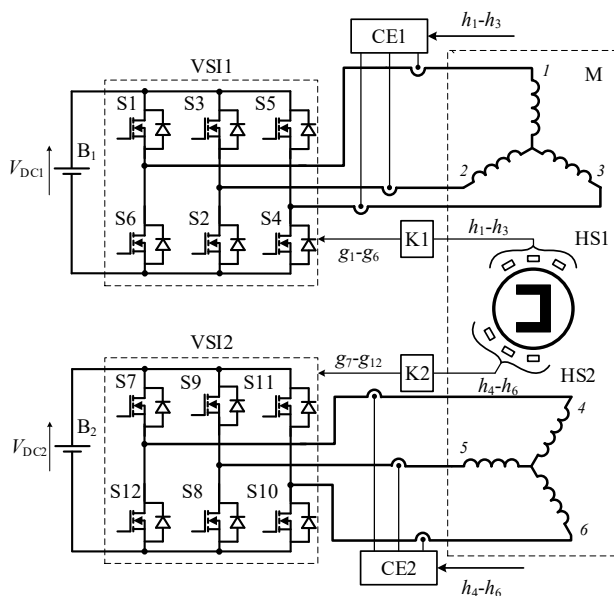 h₁-h₃
CE1
VSI1
M
S1
S3
S5
1
B₁
V_DC1
2
3
S6
S2
S4
h₁-h₃
K1
HS1
g₁-g₆
VSI2
HS2
g₇-g₁₂
K2
h₄-h₆
S7
S9
S11
4
B₂
V_DC2
5
S12
S8
S10
6
CE2
h₄-h₆